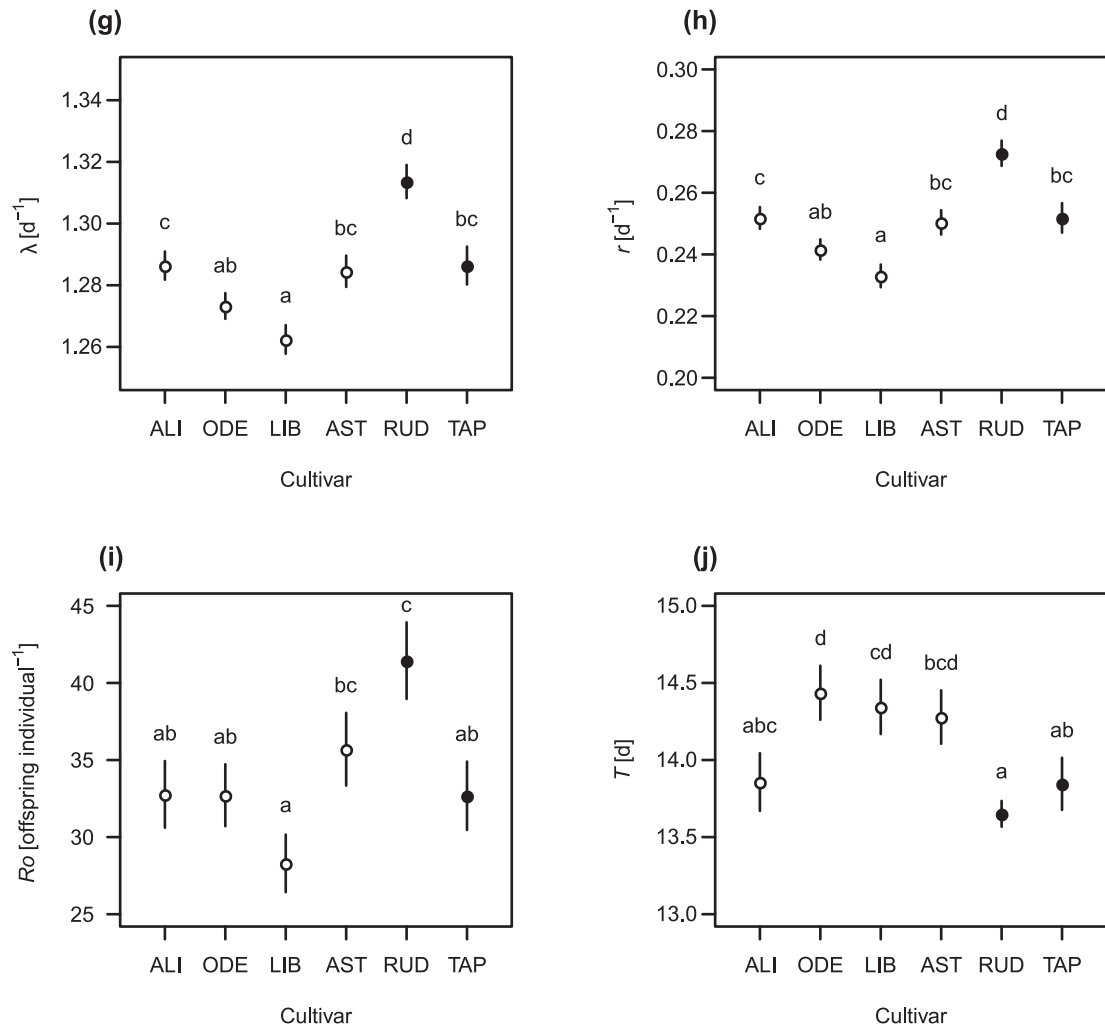 (g)
λ [d⁻¹]
1.34
1.32
1.30
1.28
1.26
c
ab
a
bc
d
bc
ALI ODE LIB AST RUD TAP
Cultivar
(h)
r [d⁻¹]
0.30
0.28
0.26
0.24
0.22
0.20
c
ab
a
bc
d
bc
ALI ODE LIB AST RUD TAP
Cultivar
(i)
Ro [offspring individual⁻¹]
45
40
35
30
25
ab
ab
a
bc
c
ab
ALI ODE LIB AST RUD TAP
Cultivar
(j)
T [d]
15.0
14.5
14.0
13.5
13.0
abc
d
cd
bcd
a
ab
ALI ODE LIB AST RUD TAP
Cultivar